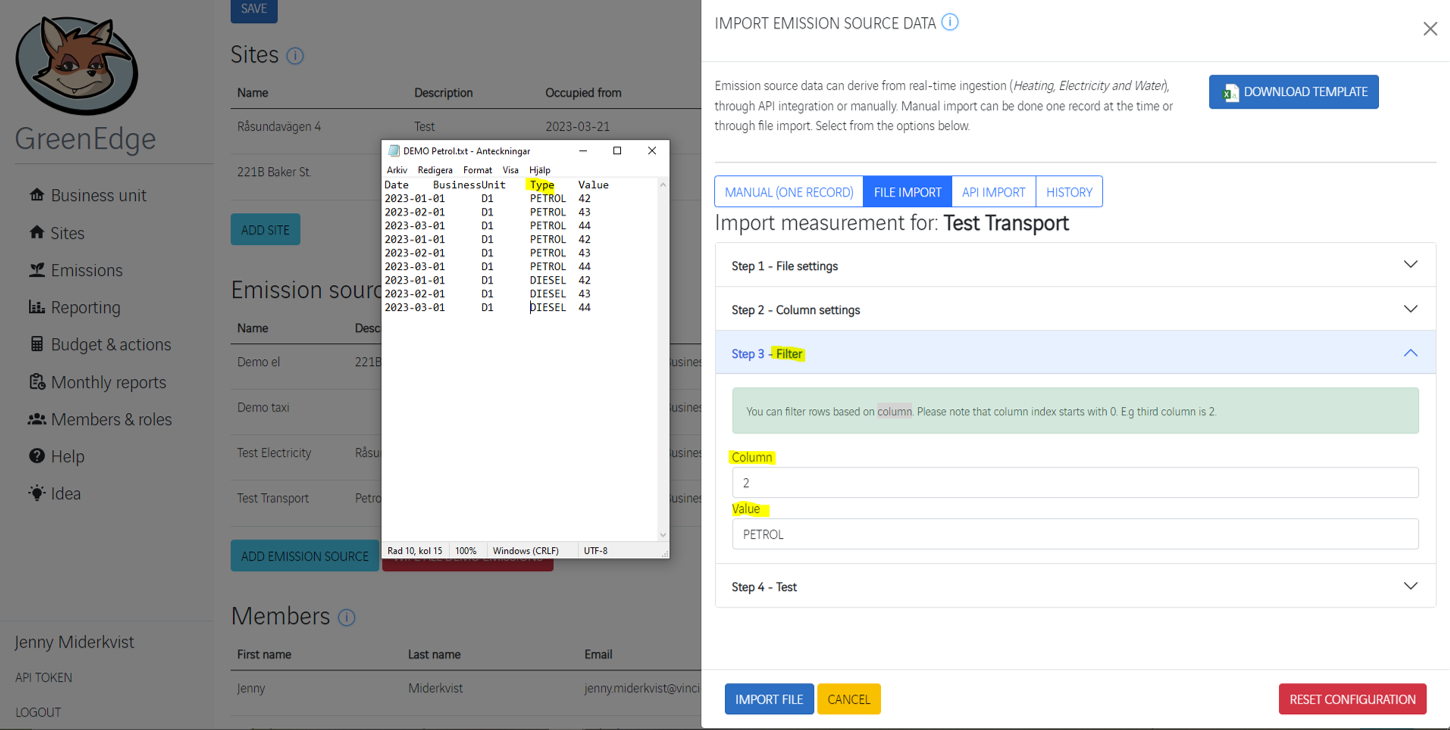 GreenEdge
Business unit
Sites
Emissions
Reporting
Budget & actions
Monthly reports
Members & roles
Help
Idea
Jenny Miderkvist
API TOKEN
LOGOUT
SAVE
Sites
Name Description Occupied from
Råsundavägen 4 Test 2023-03-21
221B Baker St.
ADD SITE
Emission sourc
Name Desc
Demo el 221B Busines
Demo taxi Busines
Test Electricity Råsu Busines
Test Transport Petro Busines
ADD EMISSION SOURCE
Members
First name Last name Email
Jenny Miderkvist jenny.miderkvist@vinci
DEMO Petrol.txt - Anteckningar
Arkiv Redigera Format Visa Hjälp
Date BusinessUnit Type Value
2023-01-01 D1 PETROL 42
2023-02-01 D1 PETROL 43
2023-03-01 D1 PETROL 44
2023-01-01 D1 PETROL 42
2023-02-01 D1 PETROL 43
2023-03-01 D1 PETROL 44
2023-01-01 D1 DIESEL 42
2023-02-01 D1 DIESEL 43
2023-03-01 D1 DIESEL 44
Rad 10, kol 15 100% Windows (CRLF) UTF-8
IMPORT EMISSION SOURCE DATA
Emission source data can derive from real-time ingestion (Heating, Electricity and Water),
through API integration or manually. Manual import can be done one record at the time or
through file import. Select from the options below.
DOWNLOAD TEMPLATE
MANUAL (ONE RECORD) FILE IMPORT API IMPORT HISTORY
Import measurement for: Test Transport
Step 1 - File settings
Step 2 - Column settings
Step 3 - Filter
You can filter rows based on column. Please note that column index starts with 0. E.g third column is 2.
Column
2
Value
PETROL
Step 4 - Test
IMPORT FILE CANCEL RESET CONFIGURATION